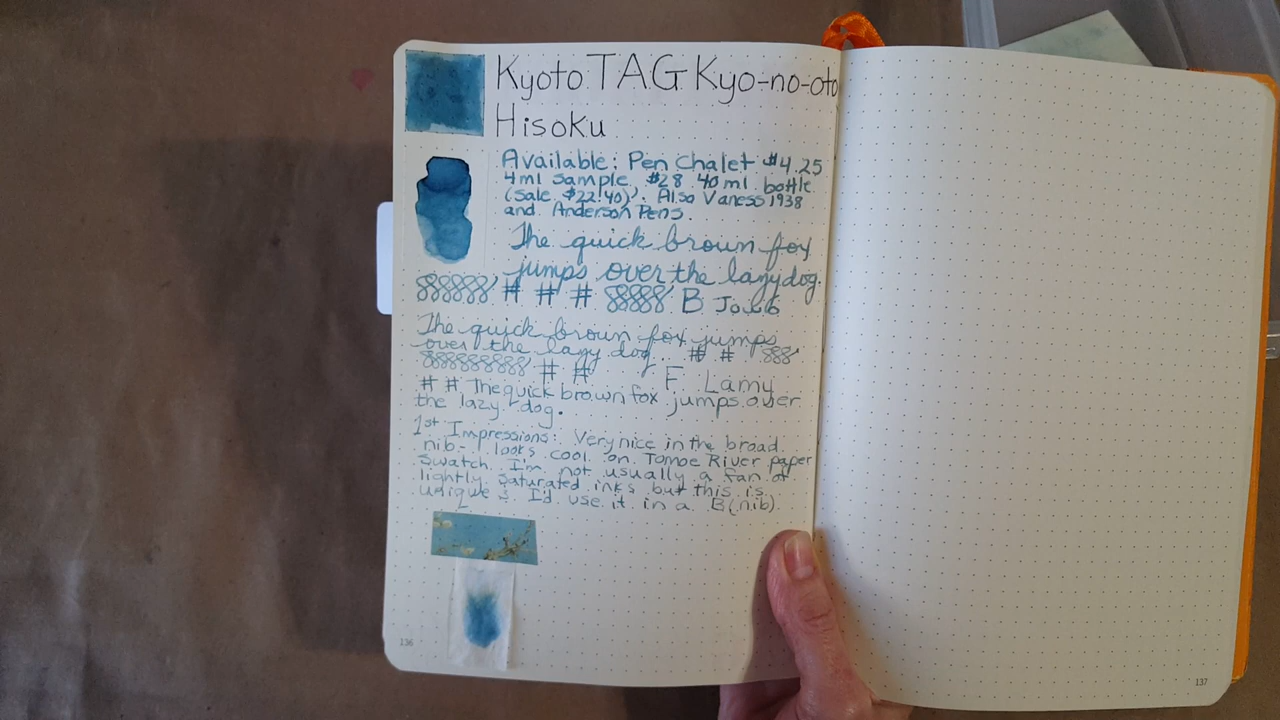 Kyoto TAG Kyo-no-oto
Hisoku
Available: Pen Chalet $4.25
4ml sample $28 40ml bottle
(sale $22.40). Also Vaness 1938
and Anderson Pens.
The quick brown fox
jumps over the lazy dog.
# # # B Jowo
The quick brown fox jumps
over the lazy dog. # #
# # F Lamy
# # The quick brown fox jumps over
the lazy dog.
1st Impressions: Very nice in the broad
nib - looks cool on Tomoe River paper
swatch. I'm not usually a fan of
lightly saturated inks but this is
unique & I'd use it in a B(nib).
136
137